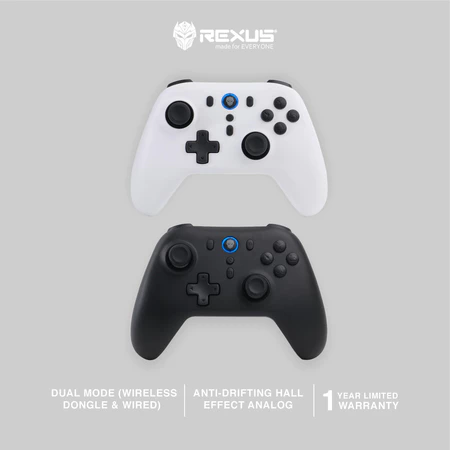 REXUS®
made for EVERYONE
DUAL MODE (WIRELESS
DONGLE & WIRED)
ANTI-DRIFTING HALL
EFFECT ANALOG
1 YEAR LIMITED
WARRANTY